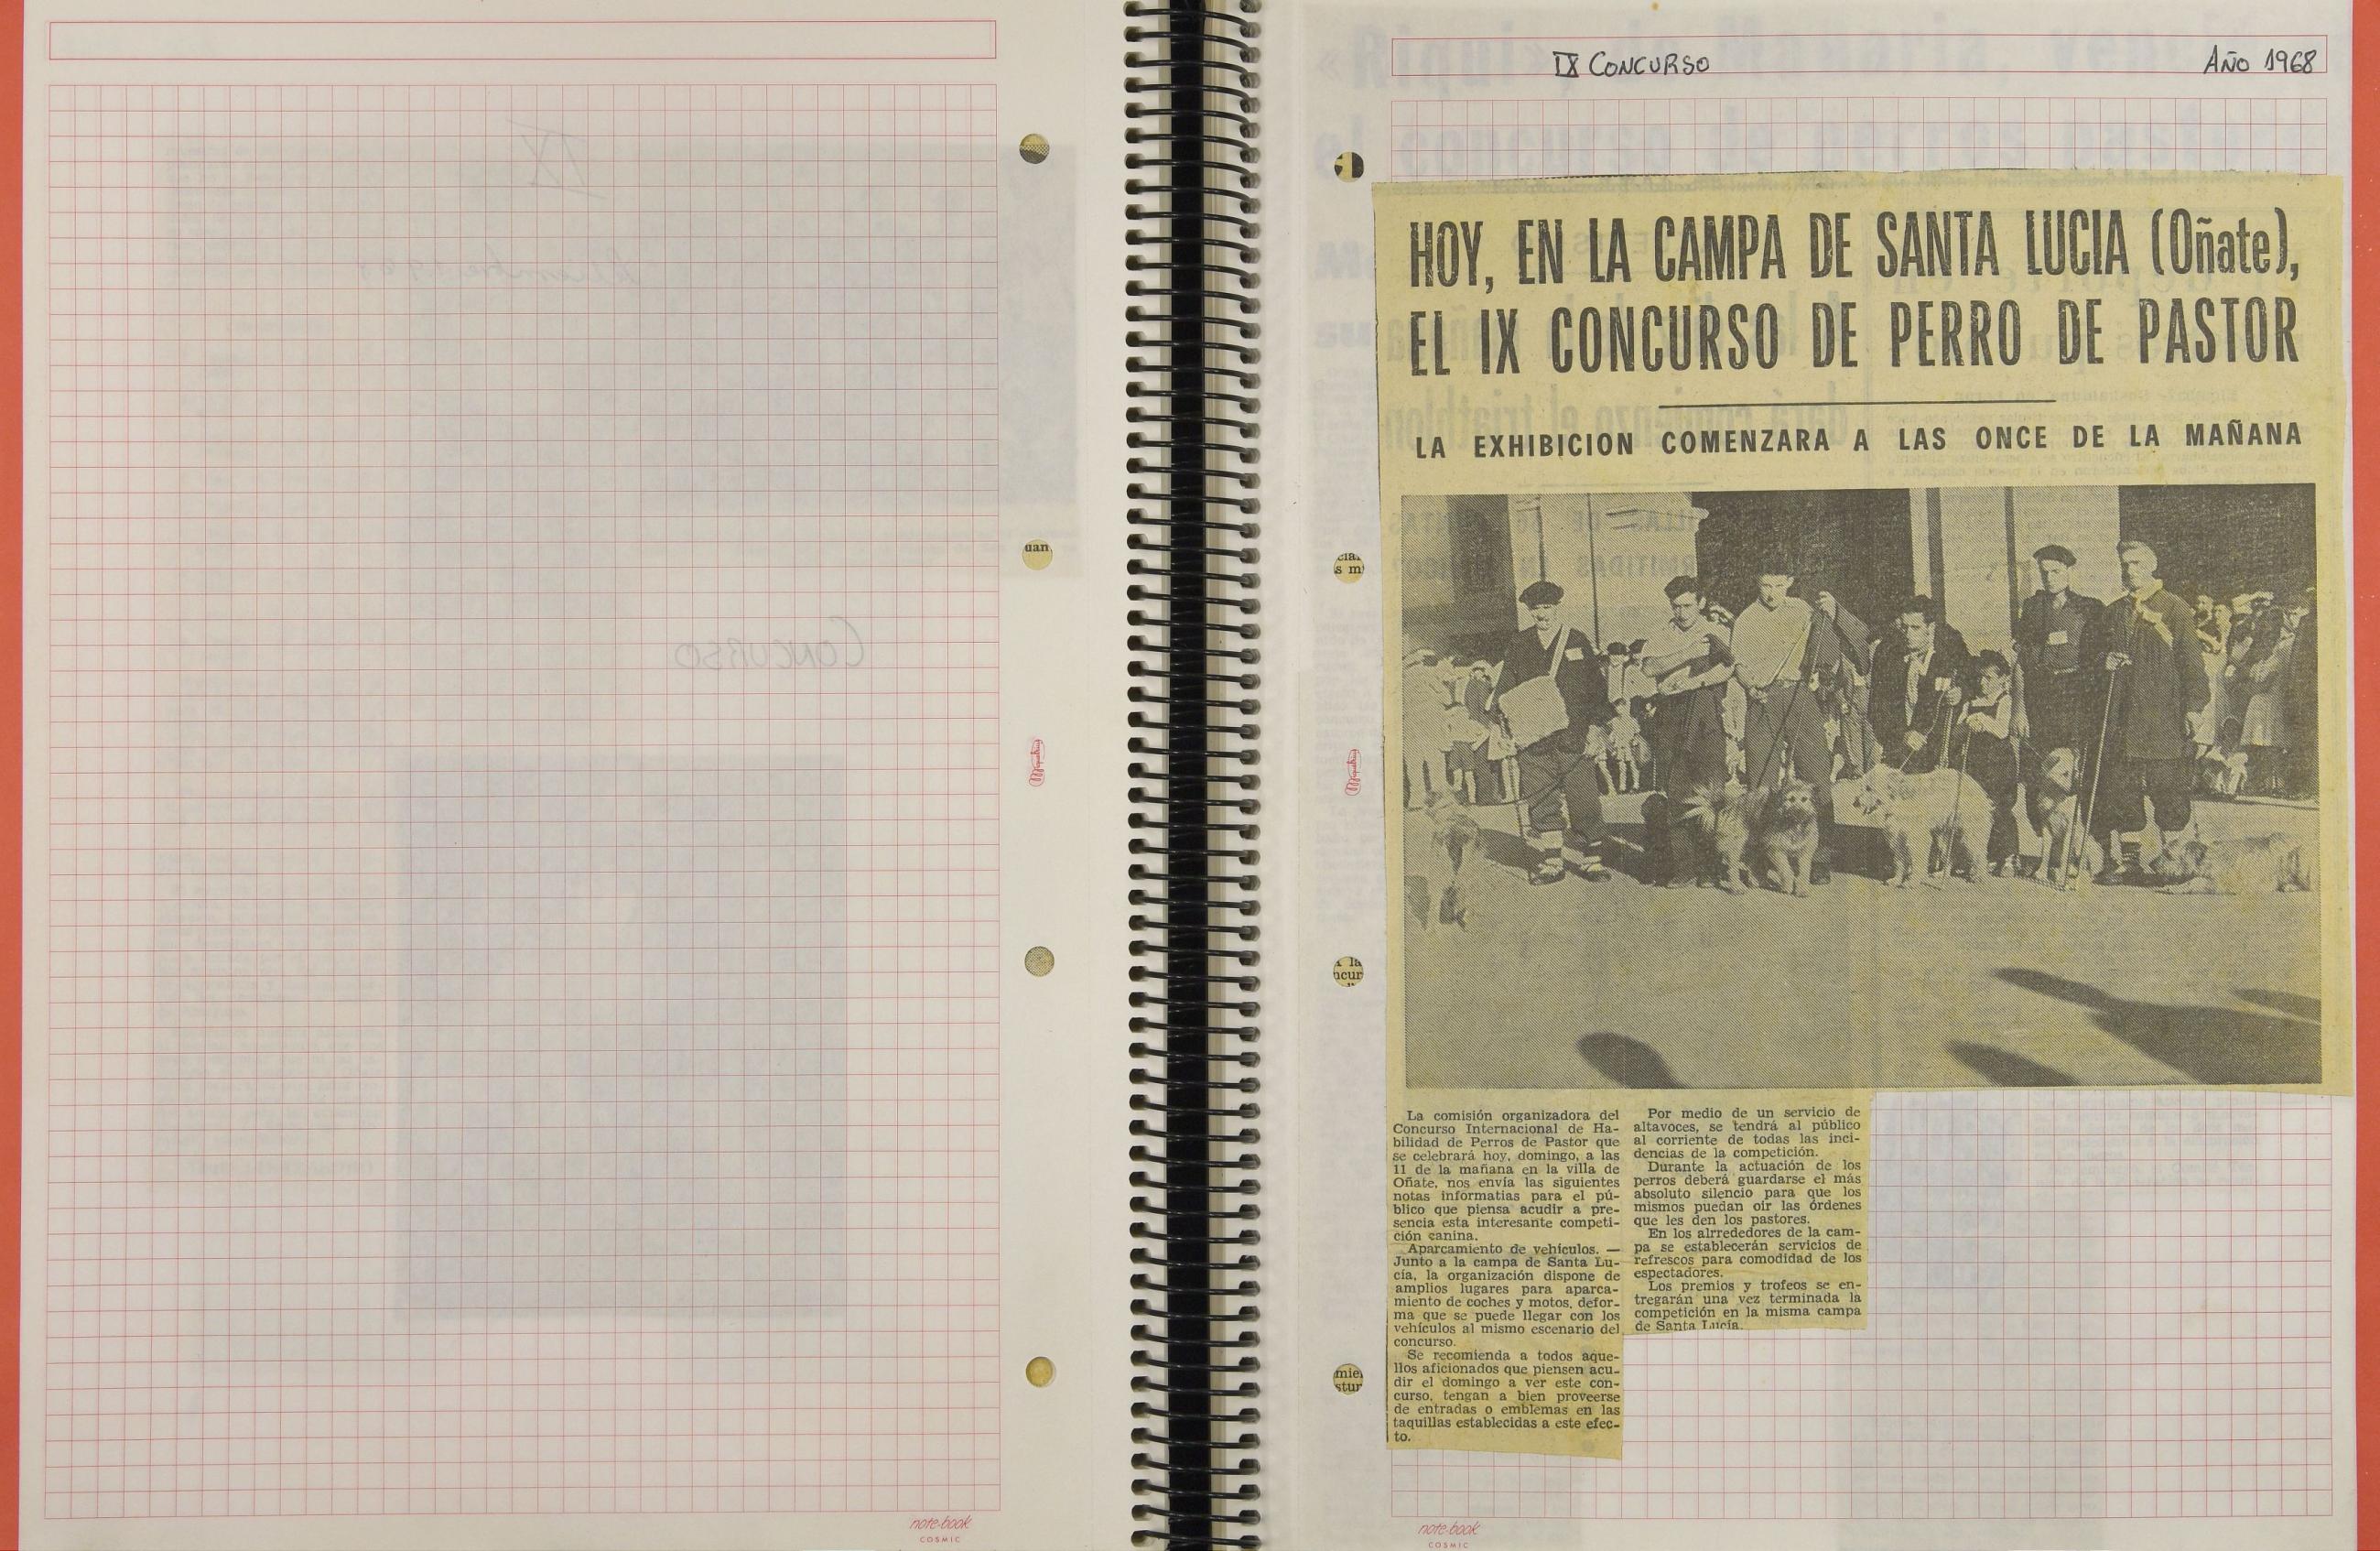 IX CONCURSO
AÑO 1968
HOY, EN LA CAMPA DE SANTA LUCIA (Oñate),
EL IX CONCURSO DE PERRO DE PASTOR
LA EXHIBICION COMENZARA A LAS ONCE DE LA MAÑANA
La comisión organizadora del
Concurso Internacional de Ha-
bilidad de Perros de Pastor que
se celebrará hoy, domingo, a las
11 de la mañana en la villa de
Oñate, nos envía las siguientes
notas informatias para el pú-
blico que piensa acudir a pre-
sencia esta interesante competi-
ción canina.
Aparcamiento de vehículos. —
Junto a la campa de Santa Lu-
cía, la organización dispone de
amplios lugares para aparca-
miento de coches y motos, defor-
ma que se puede llegar con los
vehículos al mismo escenario del
concurso.
Se recomienda a todos aque-
llos aficionados que piensen acu-
dir el domingo a ver este con-
curso, tengan a bien proveerse
de entradas o emblemas en las
taquillas establecidas a este efec-
to.
Por medio de un servicio de
altavoces, se tendrá al público
al corriente de todas las inci-
dencias de la competición.
Durante la actuación de los
perros deberá guardarse el más
absoluto silencio para que los
mismos puedan oír las órdenes
que les den los pastores.
En los alrrededores de la cam-
pa se establecerán servicios de
refrescos para comodidad de los
espectadores.
Los premios y trofeos se en-
tregarán una vez terminada la
competición en la misma campa
de Santa Lucía.
uan
s m
ncur
mie
stur
Miquelrius
Miquelrius
note-book
COSMIC
note-book
COSMIC
CONCURSO
IX